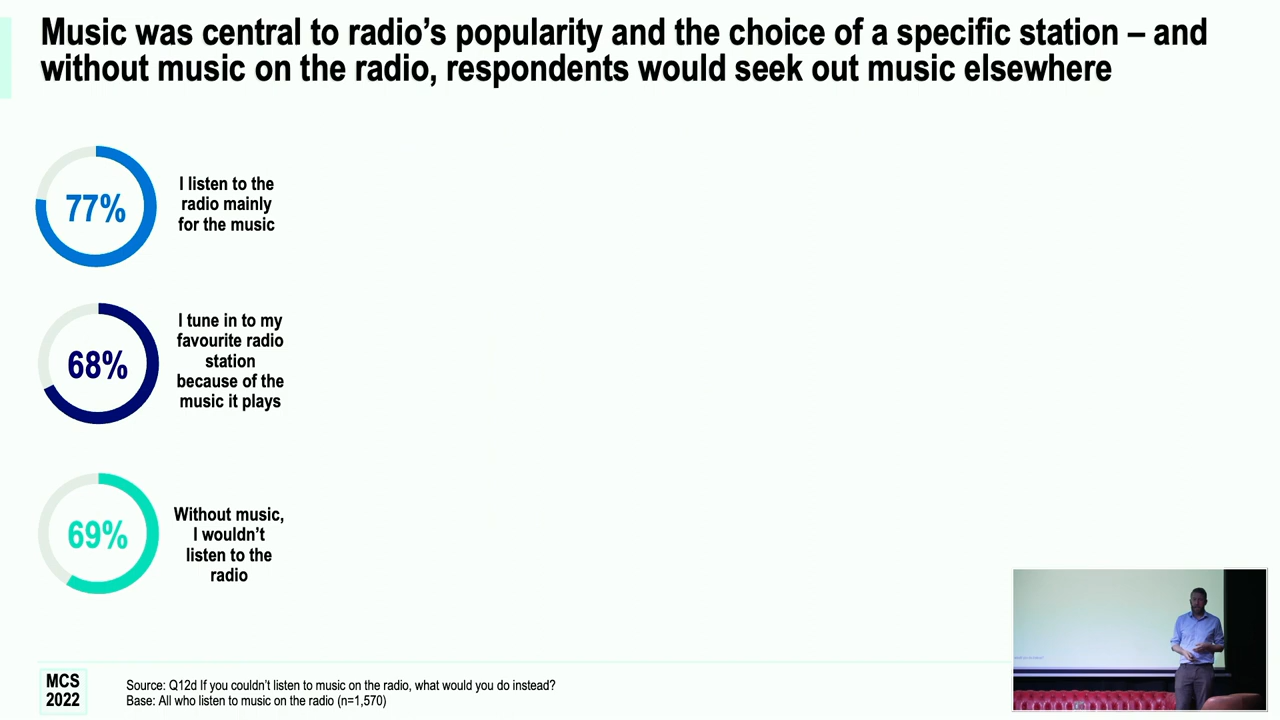 Music was central to radio’s popularity and the choice of a specific station – and
without music on the radio, respondents would seek out music elsewhere
77%
I listen to the
radio mainly
for the music
68%
I tune in to my
favourite radio
station
because of the
music it plays
69%
Without music,
I wouldn’t
listen to the
radio
MCS
2022
Source: Q12d If you couldn’t listen to music on the radio, what would you do instead?
Base: All who listen to music on the radio (n=1,570)